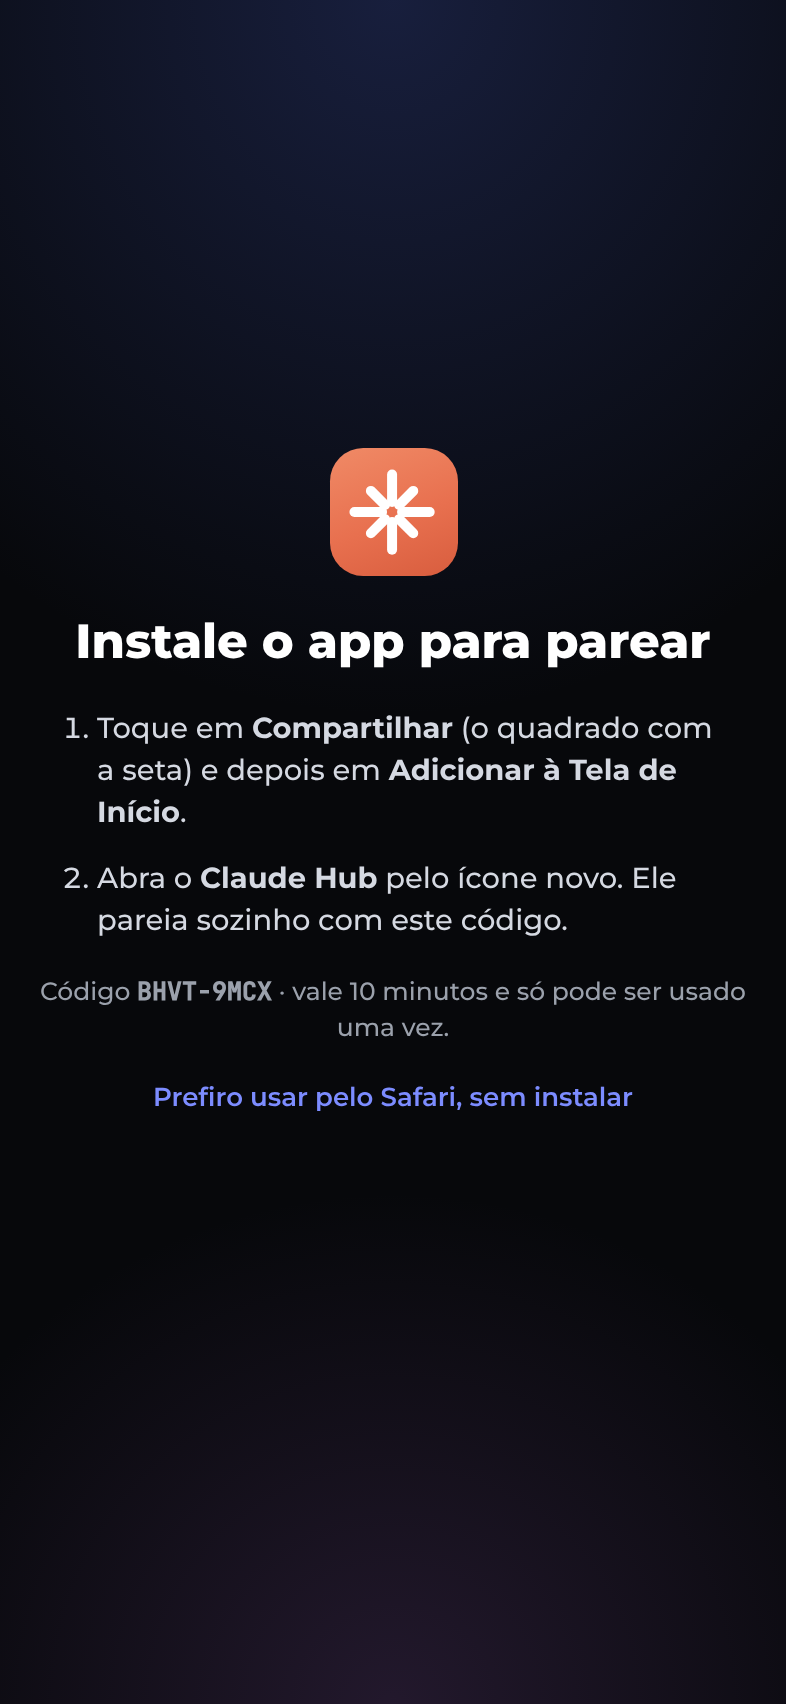 Instale o app para parear
1. Toque em Compartilhar (o quadrado com
a seta) e depois em Adicionar à Tela de
Início.
2. Abra o Claude Hub pelo ícone novo. Ele
pareia sozinho com este código.
Código BHVT-9MCX · vale 10 minutos e só pode ser usado
uma vez.
Prefiro usar pelo Safari, sem instalar